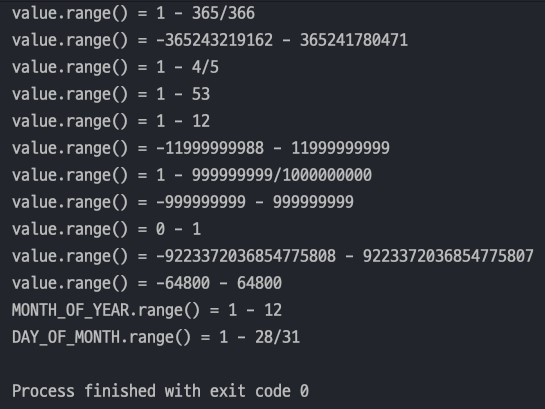 value.range() = 1 - 365/366
value.range() = -365243219162 - 365241780471
value.range() = 1 - 4/5
value.range() = 1 - 53
value.range() = 1 - 12
value.range() = -11999999988 - 11999999999
value.range() = 1 - 999999999/1000000000
value.range() = -999999999 - 999999999
value.range() = 0 - 1
value.range() = -9223372036854775808 - 9223372036854775807
value.range() = -64800 - 64800
MONTH_OF_YEAR.range() = 1 - 12
DAY_OF_MONTH.range() = 1 - 28/31
Process finished with exit code 0